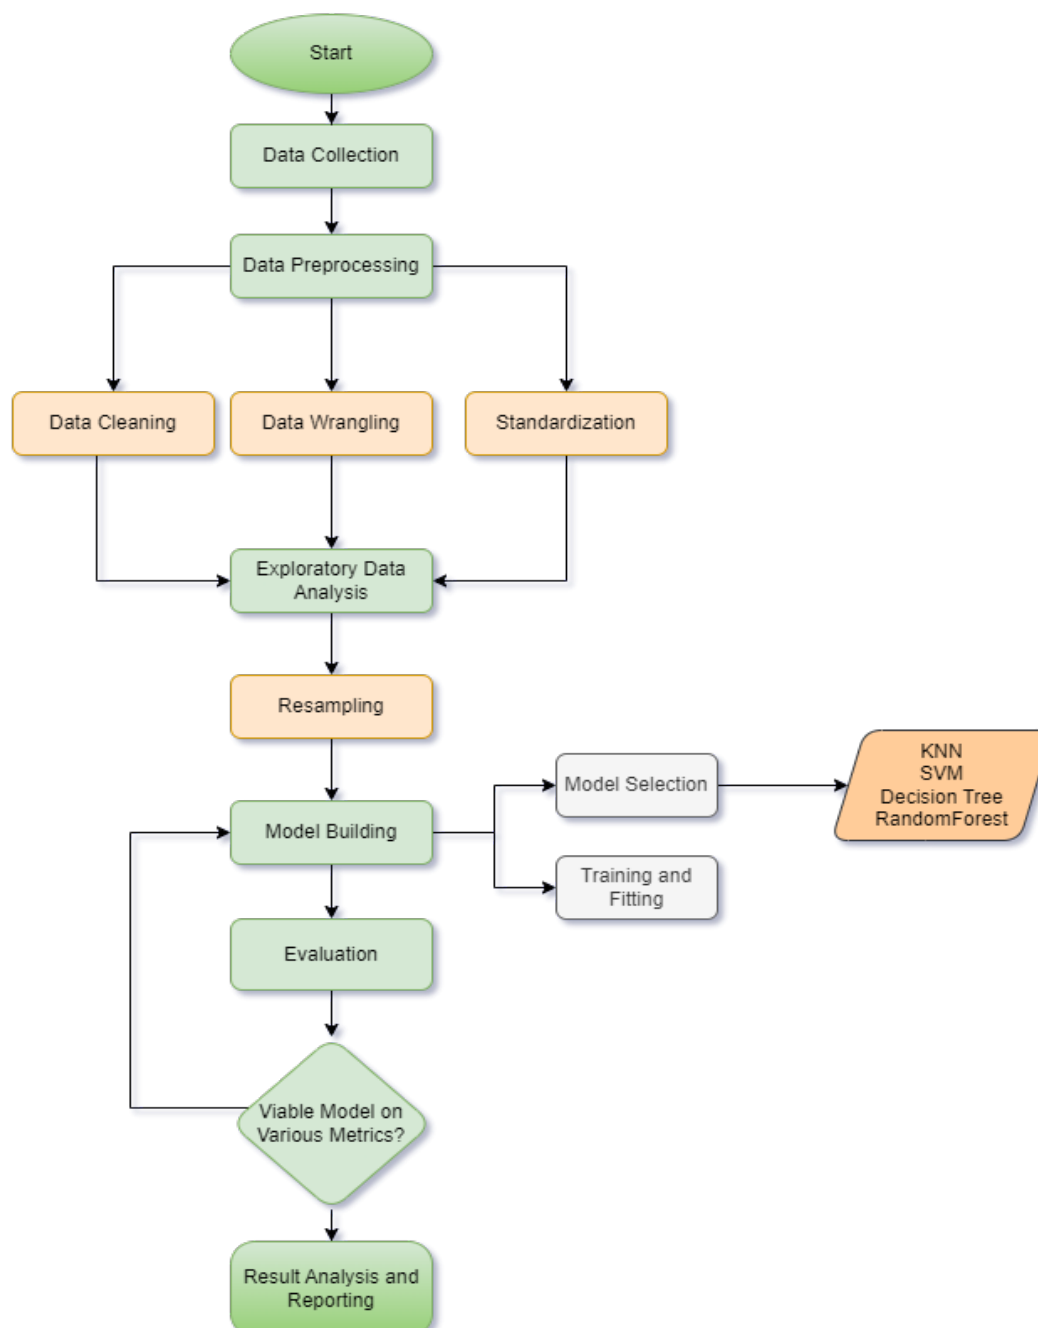 Start
Data Collection
Data Preprocessing
Data Cleaning
Data Wrangling
Standardization
Exploratory Data
Analysis
Resampling
Model Building
Model Selection
KNN
SVM
Decision Tree
RandomForest
Training and
Fitting
Evaluation
Viable Model on
Various Metrics?
Result Analysis and
Reporting